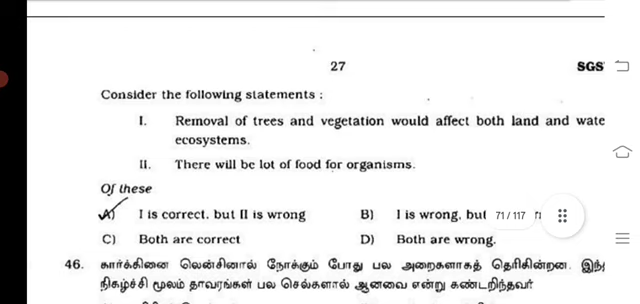 27
SGS
Consider the following statements :
I. Removal of trees and vegetation would affect both land and wate
ecosystems.
II. There will be lot of food for organisms.
Of these
A) I is correct, but II is wrong B) I is wrong, but 71 / 117
C) Both are correct D) Both are wrong.
46. கார்க்கினை லென்சினால் நோக்கும் போது பல அறைகளாகத் தெரிகின்றன. இந்
நிகழ்ச்சி மூலம் தாவரங்கள் பல செல்களால் ஆனவை என்று கண்டறிந்தவர்